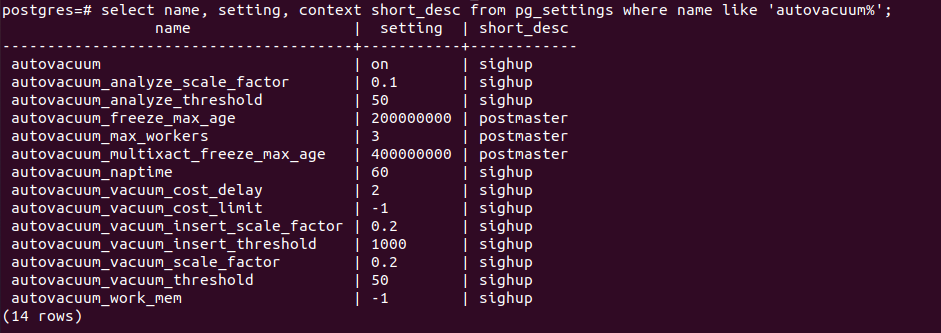 postgres=# select name, setting, context short_desc from pg_settings where name like 'autovacuum%';
                 name                  |  setting  | short_desc
---------------------------------------+-----------+------------
 autovacuum                            | on        | sighup
 autovacuum_analyze_scale_factor       | 0.1       | sighup
 autovacuum_analyze_threshold          | 50        | sighup
 autovacuum_freeze_max_age             | 200000000 | postmaster
 autovacuum_max_workers                | 3         | postmaster
 autovacuum_multixact_freeze_max_age   | 400000000 | postmaster
 autovacuum_naptime                    | 60        | sighup
 autovacuum_vacuum_cost_delay          | 2         | sighup
 autovacuum_vacuum_cost_limit          | -1        | sighup
 autovacuum_vacuum_insert_scale_factor | 0.2       | sighup
 autovacuum_vacuum_insert_threshold    | 1000      | sighup
 autovacuum_vacuum_scale_factor        | 0.2       | sighup
 autovacuum_vacuum_threshold           | 50        | sighup
 autovacuum_work_mem                   | -1        | sighup
(14 rows)